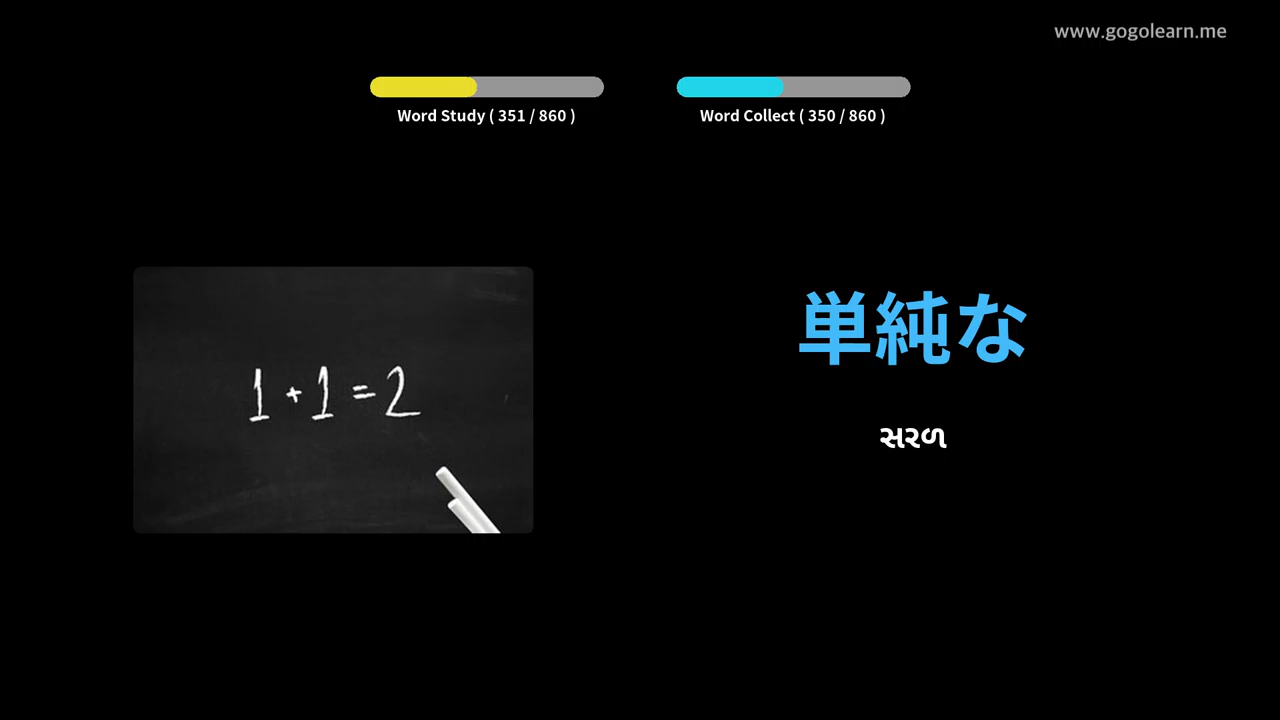 www.gogolearn.me
Word Study ( 351 / 860 )
Word Collect ( 350 / 860 )
1 + 1 = 2
単純な
સરળ